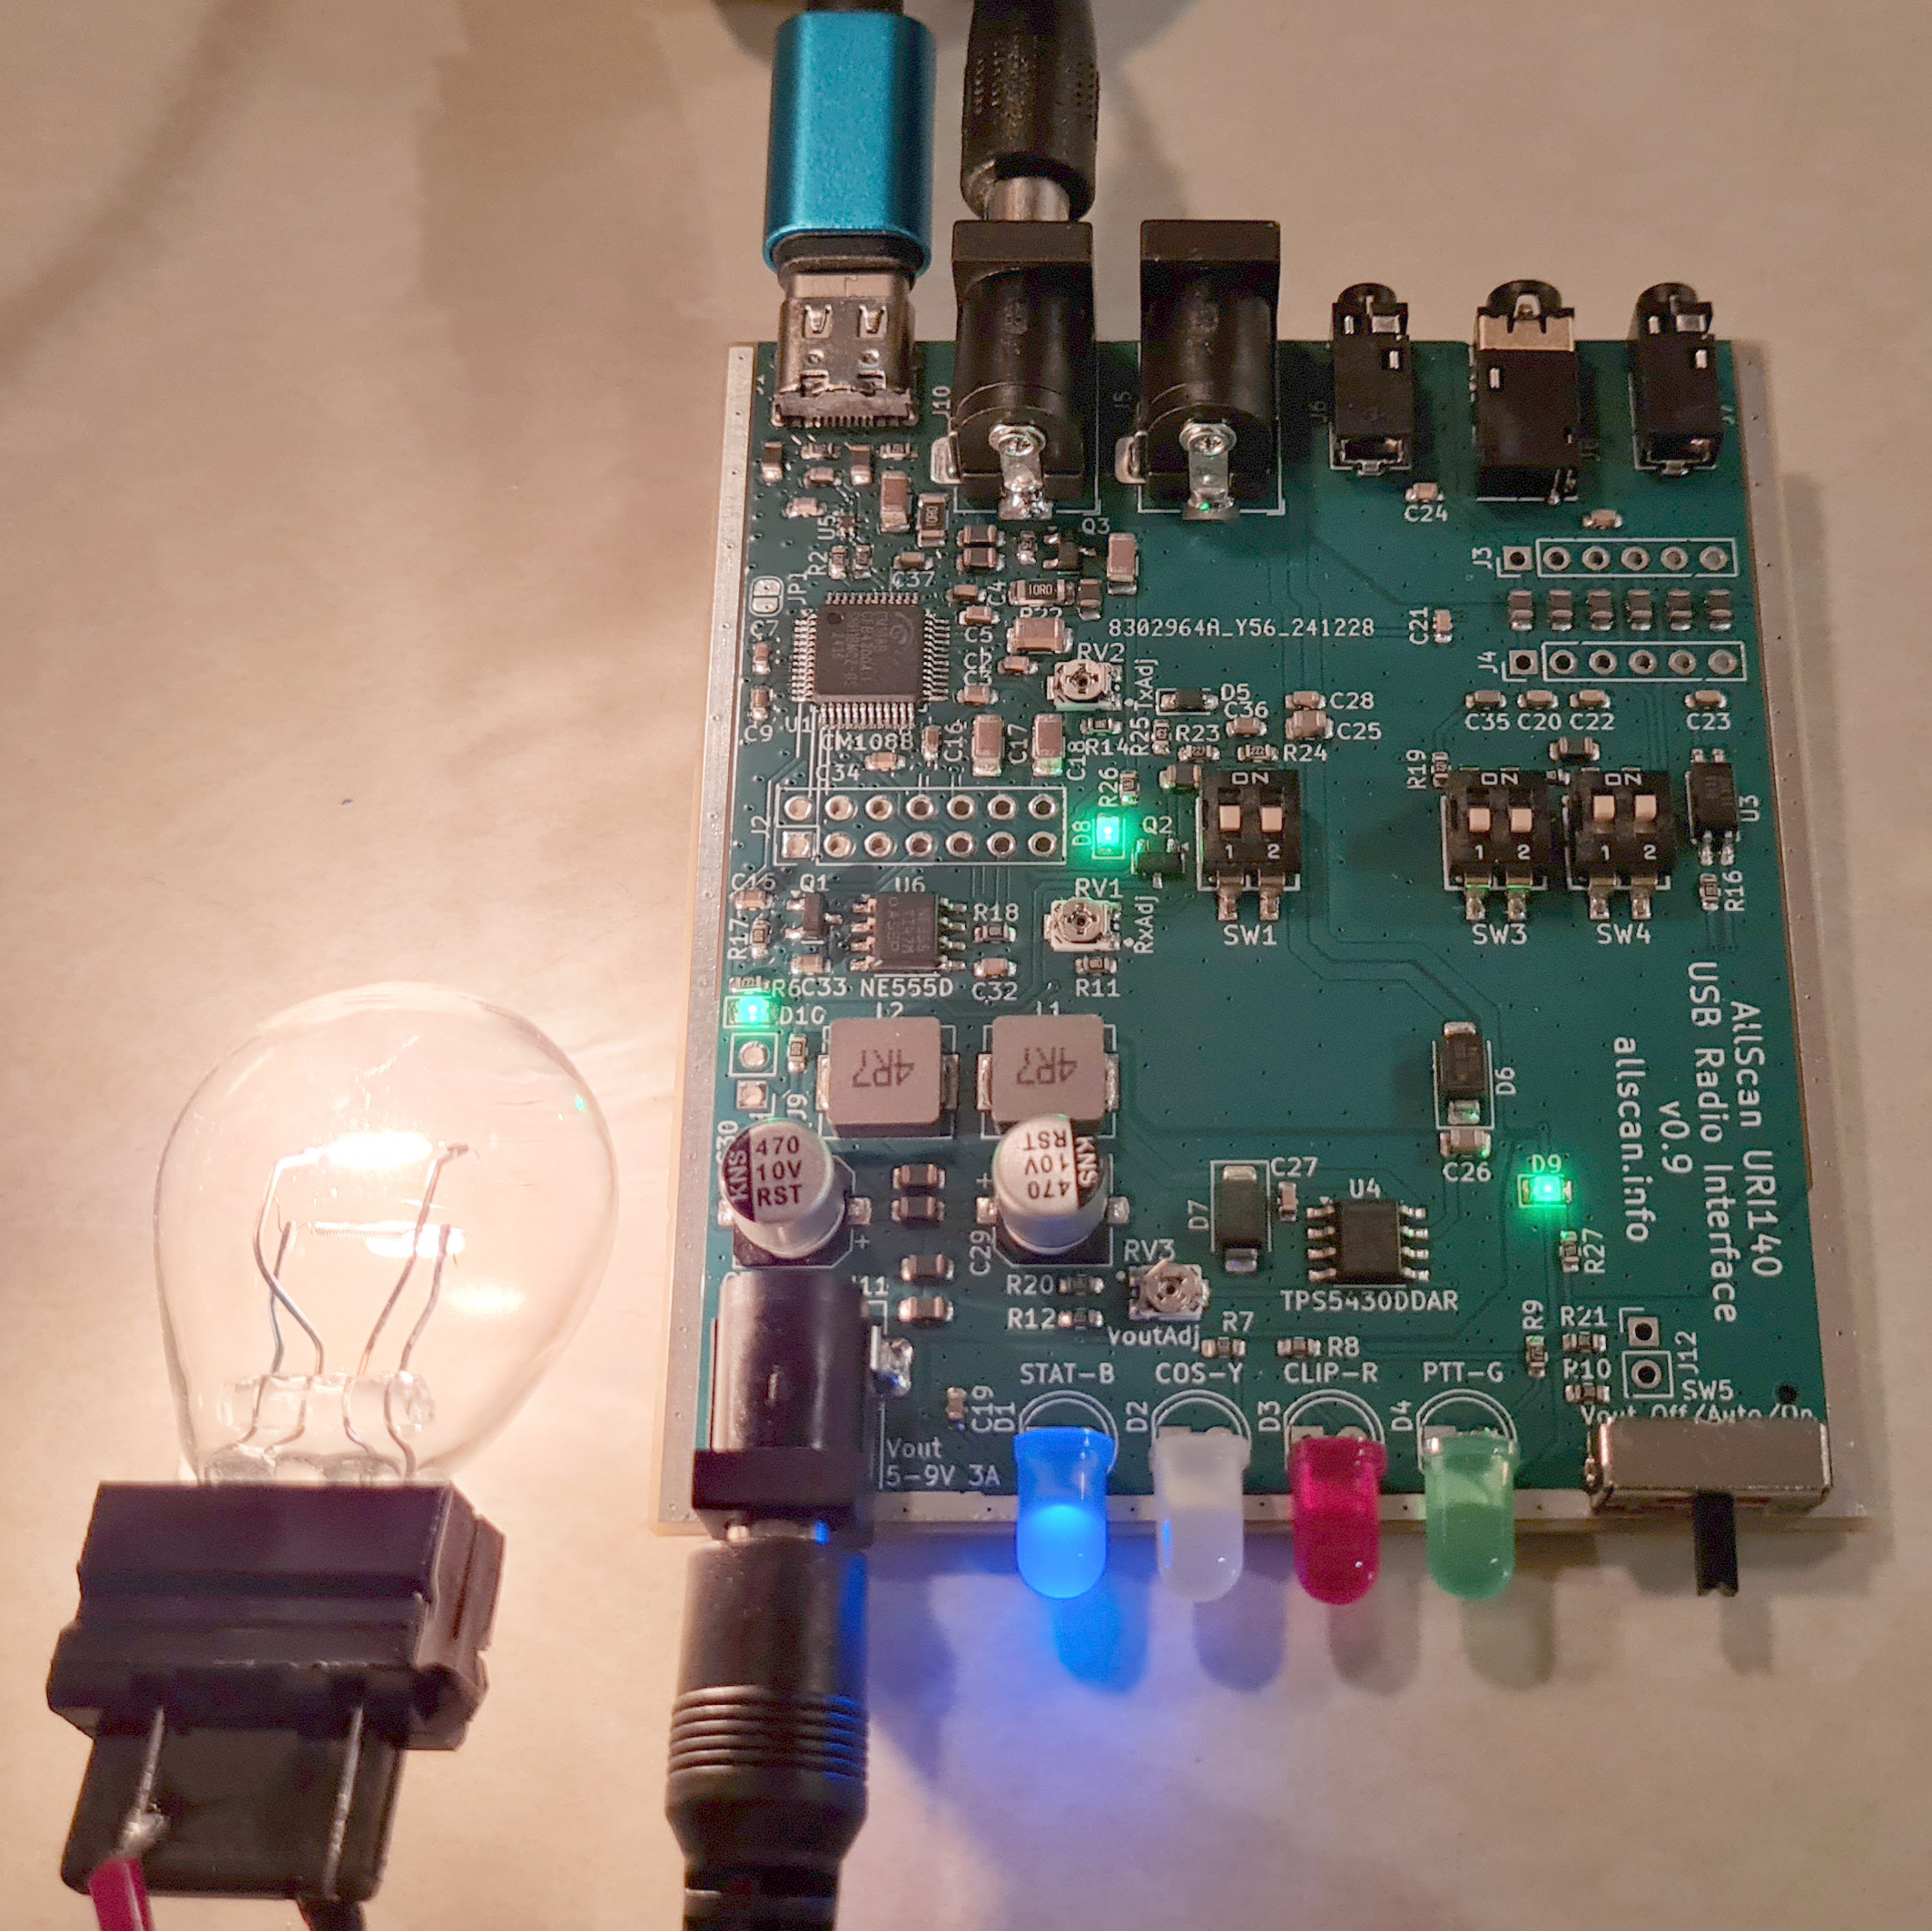 J10
J5
J6
C24
Q3
U5
R2
C37
J3
JP1
C4
10R0
R22
C5
8302964A_Y56_241228
C21
RV2
TxAdj
J4
D5
C36
C28
C25
C35
C20
C22
C23
U1
C9
CM108B
C16
C17
C18
R14
R25
R23
R24
C34
R19
ON
1 2
SW1
ON
1 2
SW3
ON
1 2
SW4
U3
R16
J2
D8
R26
Q2
Q1
U6
R17
R18
RV1
RxAdj
R6
C33
NE555D
C32
R11
D10
4R7
4R7
J9
AllScan URI140
USB Radio Interface
v0.9
allscan.info
D6
C26
C30
KNS
470
10V
RST
KNS
470
10V
RST
C27
D7
U4
D9
R27
C29
RV3
R20
R12
VoutAdj
TPS5430DDAR
R7
R8
R9
R21
R10
J12
SW5
Vout Off/Auto/On
STAT-B
COS-Y
CLIP-R
PTT-G
C19
D1
D2
D3
D4
Vout
5-9V 3A